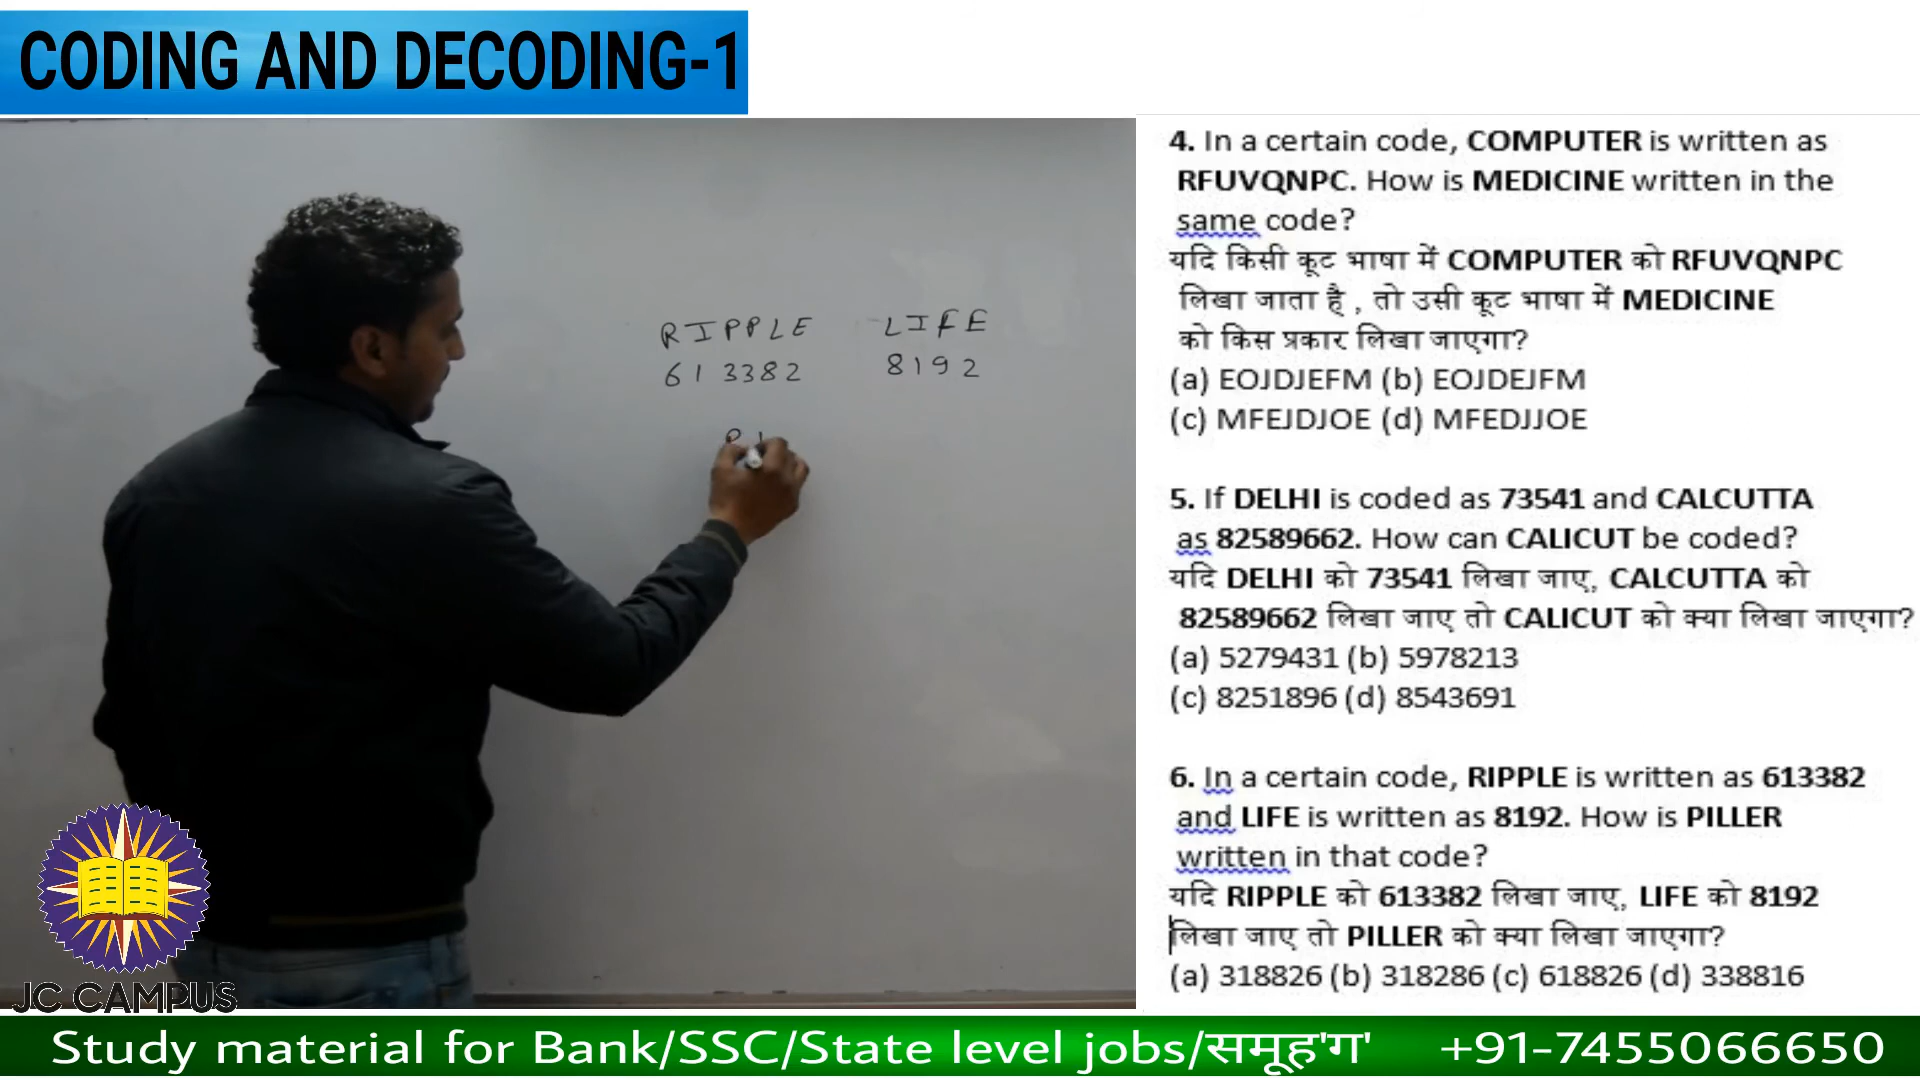 CODING AND DECODING-1
RIPPLE LIFE
613382 8192
4. In a certain code, COMPUTER is written as
RFUVQNPC. How is MEDICINE written in the
same code?
यदि किसी कूट भाषा में COMPUTER को RFUVQNPC
लिखा जाता है , तो उसी कूट भाषा में MEDICINE
को किस प्रकार लिखा जाएगा?
(a) EOJDJEFM (b) EOJDEJFM
(c) MFEJDJOE (d) MFEDJJOE
5. If DELHI is coded as 73541 and CALCUTTA
as 82589662. How can CALICUT be coded?
यदि DELHI को 73541 लिखा जाए, CALCUTTA को
82589662 लिखा जाए तो CALICUT को क्या लिखा जाएगा?
(a) 5279431 (b) 5978213
(c) 8251896 (d) 8543691
6. In a certain code, RIPPLE is written as 613382
and LIFE is written as 8192. How is PILLER
written in that code?
यदि RIPPLE को 613382 लिखा जाए, LIFE को 8192
लिखा जाए तो PILLER को क्या लिखा जाएगा?
(a) 318826 (b) 318286 (c) 618826 (d) 338816
JC CAMPUS
Study material for Bank/SSC/State level jobs/समूह'ग' +91-7455066650